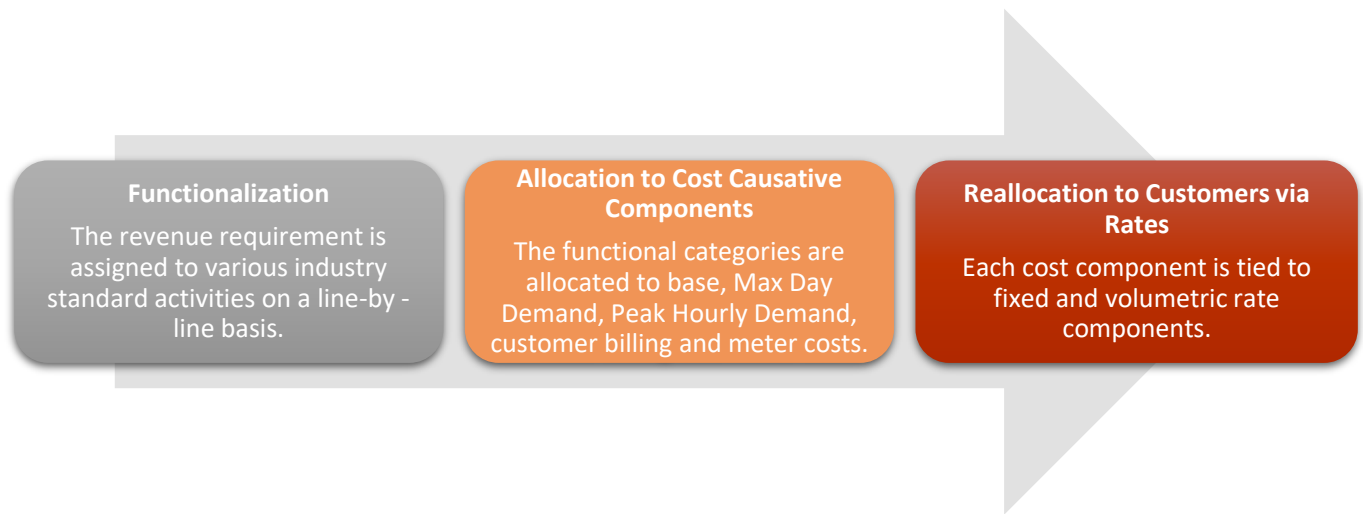 Functionalization
The revenue requirement is
assigned to various industry
standard activities on a line-by -
line basis.
Allocation to Cost Causative
Components
The functional categories are
allocated to base, Max Day
Demand, Peak Hourly Demand,
customer billing and meter costs.
Reallocation to Customers via
Rates
Each cost component is tied to
fixed and volumetric rate
components.